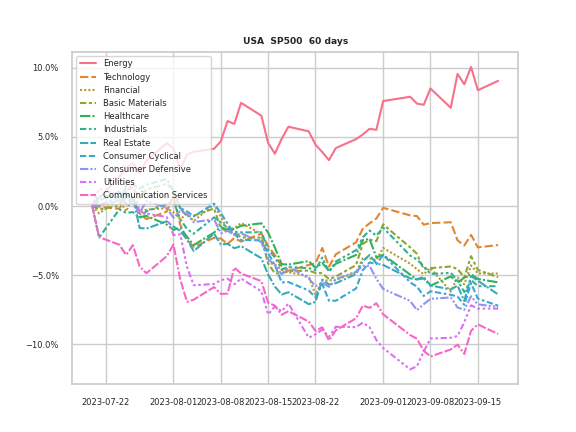 USA SP500 60 days
10.0%
5.0%
0.0%
−5.0%
−10.0%
Energy
Technology
Financial
Basic Materials
Healthcare
Industrials
Real Estate
Consumer Cyclical
Consumer Defensive
Utilities
Communication Services
2023-07-22 2023-08-01 2023-08-08 2023-08-15 2023-08-22 2023-09-01 2023-09-08 2023-09-15